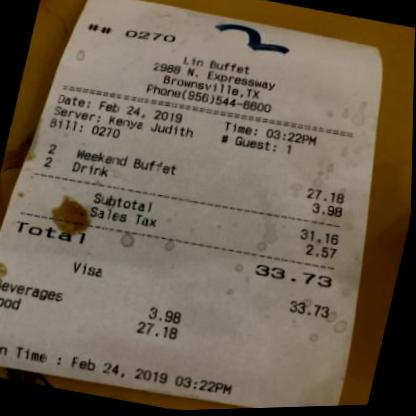 ## 0270
2
Lin Buffet
2988 N. Expressway
Brownsville,TX
Phone(956)544-6600
Date: Feb 24, 2019 Time: 03:22PM
Server: Kenya Judith # Guest: 1
Bill: 0270
2 Weekend Buffet 27.18
2 Drink 3.98
Subtotal 31.16
Sales Tax 2.57
Total 33.73
Visa 33.73
everages 3.98
ood 27.18
n Time : Feb 24, 2019 03:22PM